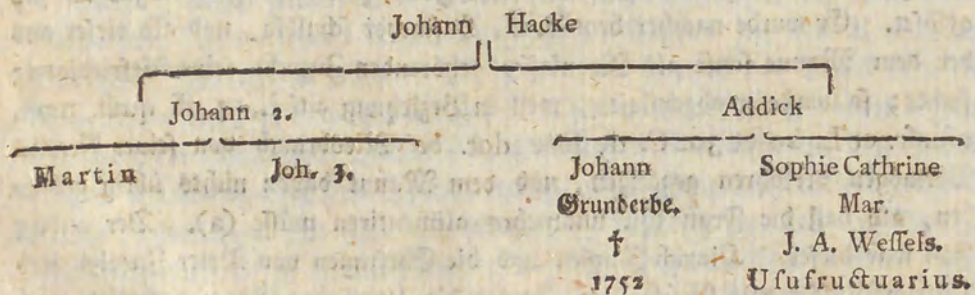 Johann Hacke
Johann 2. Addick
Martin Joh. 3. Johann Sophie Cathrine
Grunderbe. Mar.
† J. A. Weſſels.
1752 Uſufructuarius.